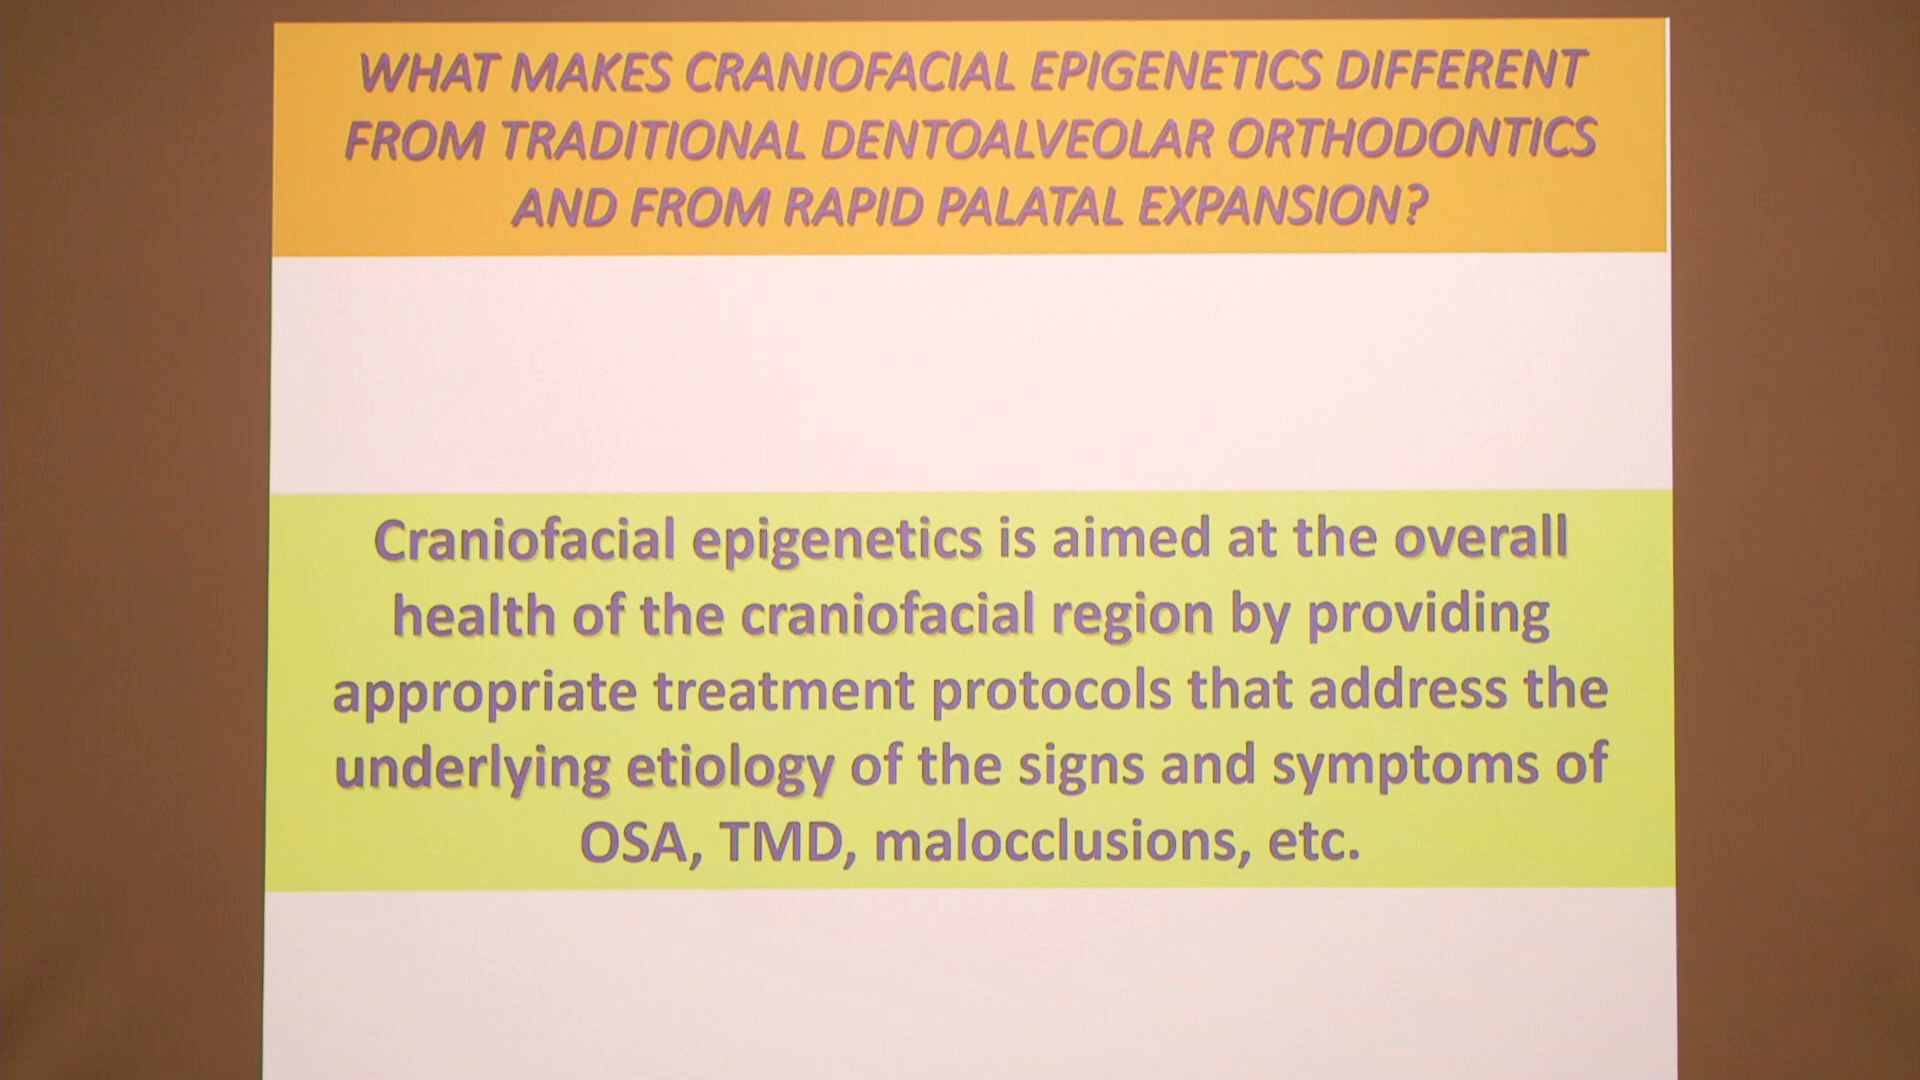 WHAT MAKES CRANIOFACIAL EPIGENETICS DIFFERENT
FROM TRADITIONAL DENTOALVEOLAR ORTHODONTICS
AND FROM RAPID PALATAL EXPANSION?
Craniofacial epigenetics is aimed at the overall
health of the craniofacial region by providing
appropriate treatment protocols that address the
underlying etiology of the signs and symptoms of
OSA, TMD, malocclusions, etc.